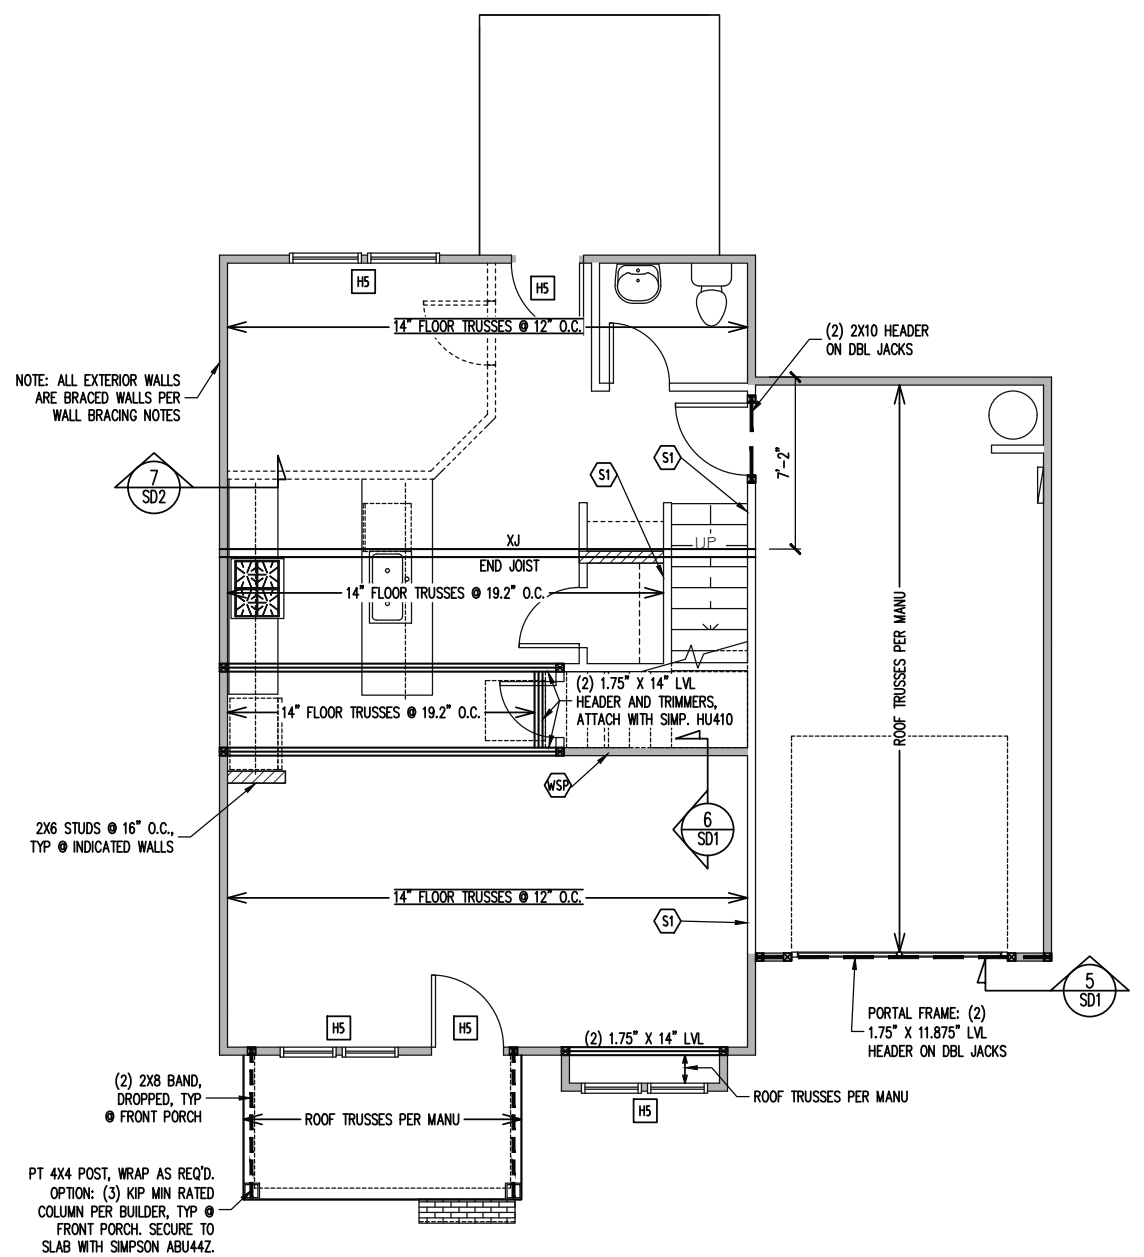 H5
H5
14" FLOOR TRUSSES @ 12" O.C.
(2) 2X10 HEADER
ON DBL JACKS
NOTE: ALL EXTERIOR WALLS
ARE BRACED WALLS PER
WALL BRACING NOTES
7
SD2
S1
S1
7'-2"
UP
XJ
END JOIST
14" FLOOR TRUSSES @ 19.2" O.C.
ROOF TRUSSES PER MANU
(2) 1.75" X 14" LVL
HEADER AND TRIMMERS,
ATTACH WITH SIMP. HU410
14" FLOOR TRUSSES @ 19.2" O.C.
WSP
2X6 STUDS @ 16" O.C.,
TYP @ INDICATED WALLS
6
SD1
14" FLOOR TRUSSES @ 12" O.C.
S1
5
SD1
PORTAL FRAME: (2)
1.75" X 11.875" LVL
HEADER ON DBL JACKS
H5
H5
(2) 1.75" X 14" LVL
(2) 2X8 BAND,
DROPPED, TYP
@ FRONT PORCH
ROOF TRUSSES PER MANU
H5
ROOF TRUSSES PER MANU
PT 4X4 POST, WRAP AS REQ'D.
OPTION: (3) KIP MIN RATED
COLUMN PER BUILDER, TYP @
FRONT PORCH. SECURE TO
SLAB WITH SIMPSON ABU44Z.